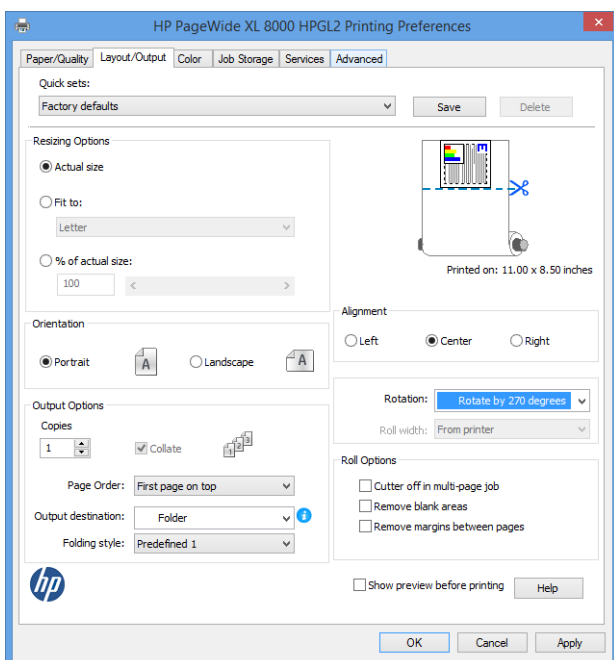 HP PageWide XL 8000 HPGL2 Printing Preferences
Paper/Quality Layout/Output Color Job Storage Services Advanced
Quick sets:
Factory defaults Save Delete
Resizing Options
Actual size
Fit to:
Letter
% of actual size:
100
E
Printed on: 11.00 x 8.50 inches
Alignment
Left Center Right
Orientation
Portrait A Landscape A
Rotation: Rotate by 270 degrees
Roll width: From printer
Output Options
Copies
1 Collate 1 2 3
Page Order: First page on top
Output destination: Folder i
Folding style: Predefined 1
Roll Options
Cutter off in multi-page job
Remove blank areas
Remove margins between pages
hp
Show preview before printing Help
OK Cancel Apply